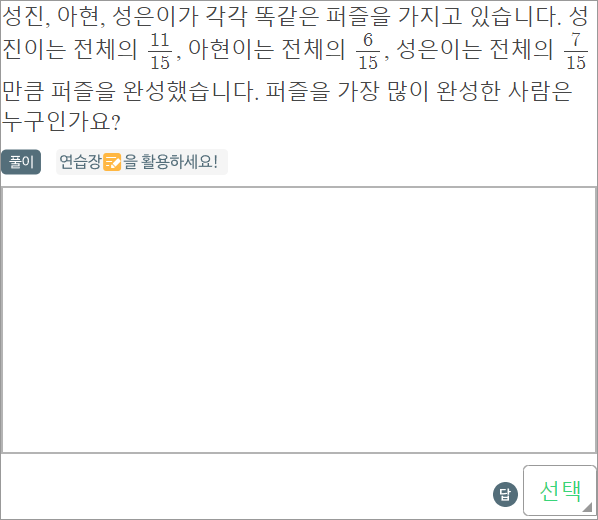 성진, 아현, 성은이가 각각 똑같은 퍼즐을 가지고 있습니다. 성
진이는 전체의 11/15, 아현이는 전체의 6/15, 성은이는 전체의 7/15
만큼 퍼즐을 완성했습니다. 퍼즐을 가장 많이 완성한 사람은
누구인가요?
풀이 연습장을 활용하세요!
답 선택